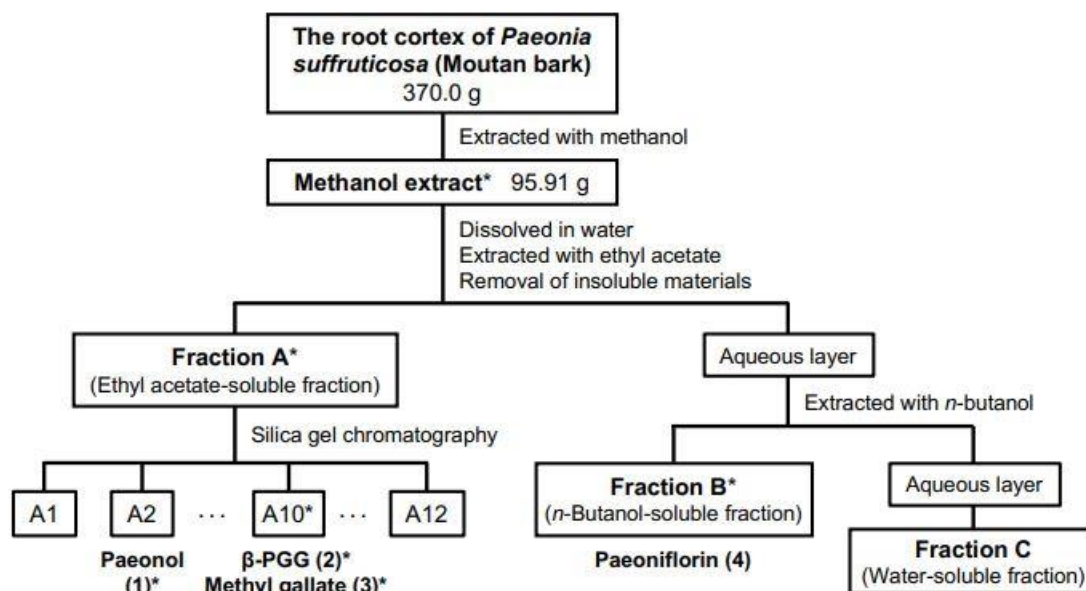 The root cortex of Paeonia
suffruticosa (Moutan bark)
370.0 g
Extracted with methanol
Methanol extract* 95.91 g
Dissolved in water
Extracted with ethyl acetate
Removal of insoluble materials
Fraction A*
(Ethyl acetate-soluble fraction)
Aqueous layer
Extracted with n-butanol
Silica gel chromatography
A1
A2
...
A10*
...
A12
Paeonol
(1)*
β-PGG (2)*
Methyl gallate (3)*
Fraction B*
(n-Butanol-soluble fraction)
Paeoniflorin (4)
Aqueous layer
Fraction C
(Water-soluble fraction)